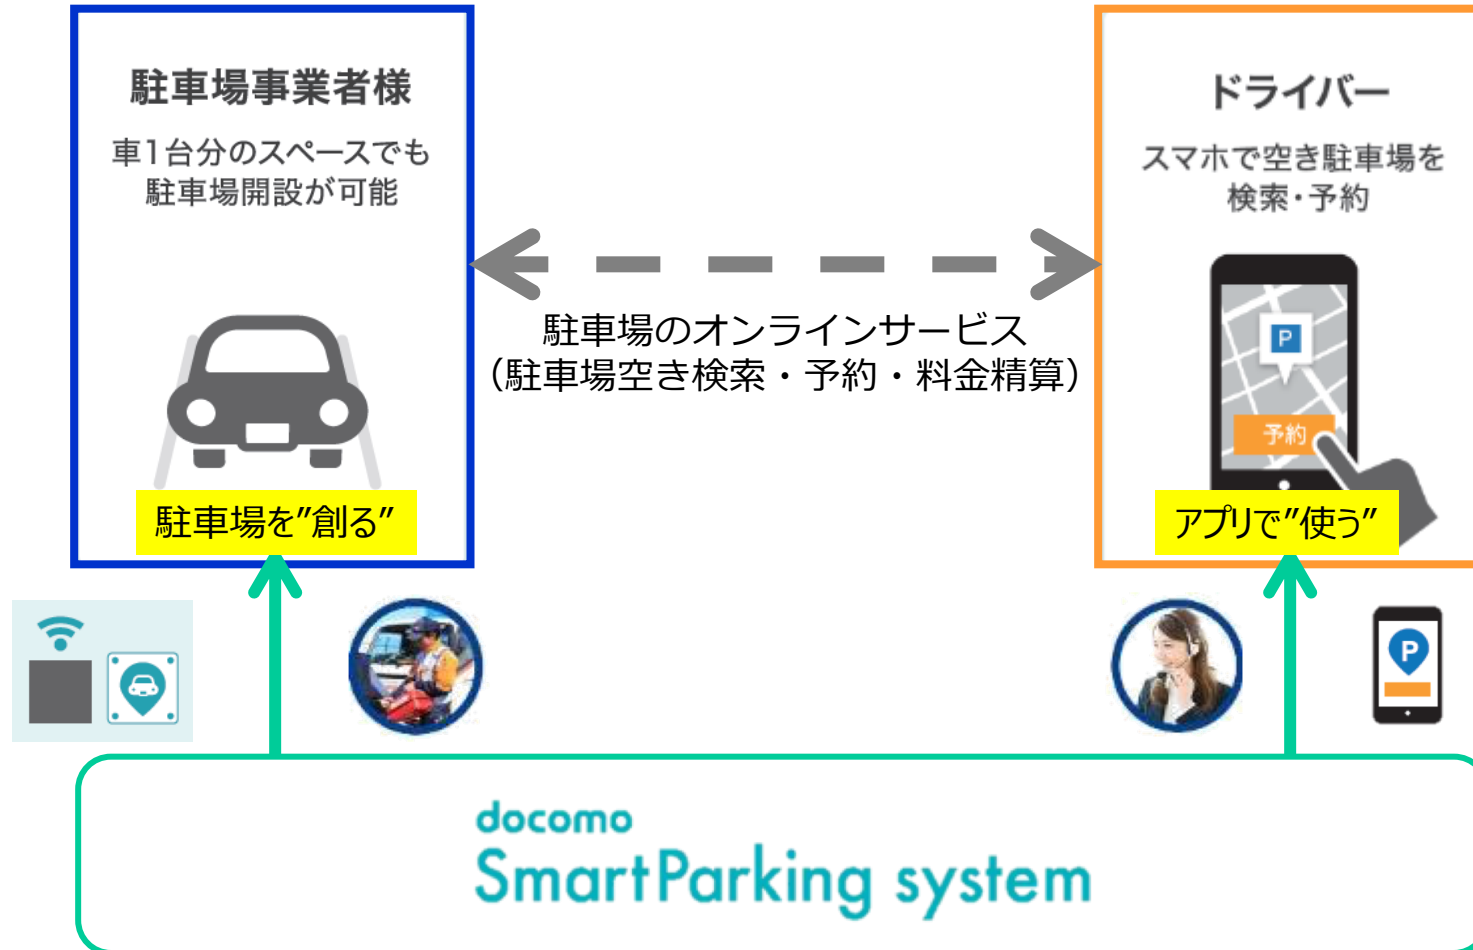 駐車場事業者様
車1台分のスペースでも
駐車場開設が可能
駐車場を”創る”
駐車場のオンラインサービス
（駐車場空き検索・予約・料金精算）
ドライバー
スマホで空き駐車場を
検索・予約
P
予約
アプリで”使う”
P
docomo
SmartParking system